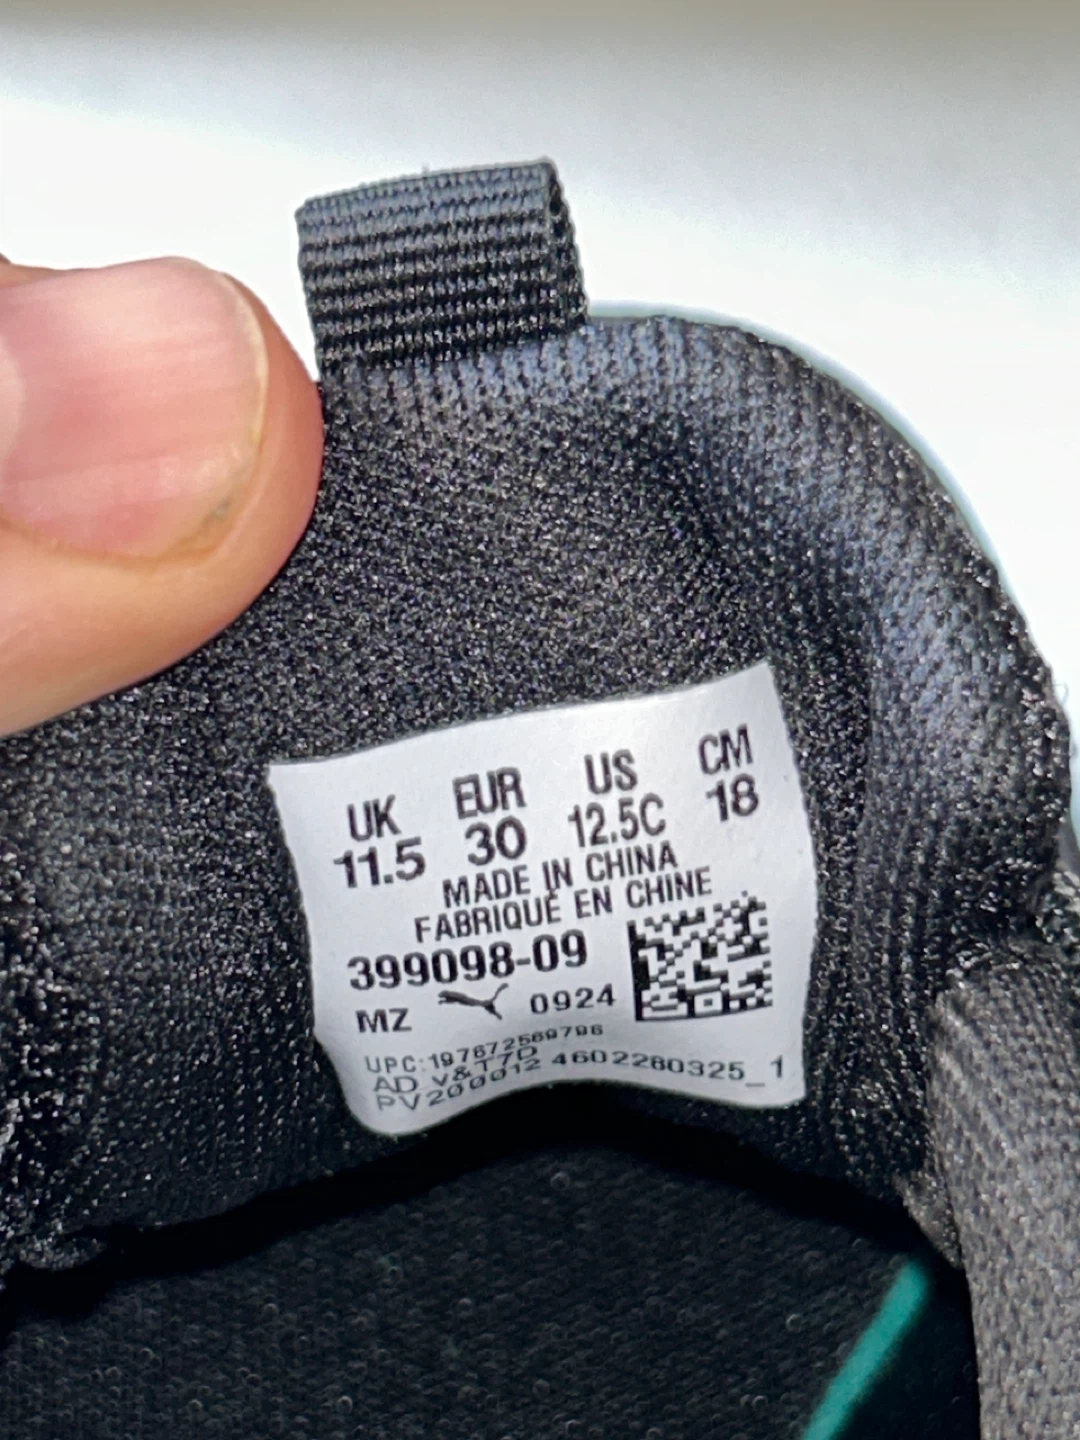 UK EUR US CM
11.5 30 12.5C 18
MADE IN CHINA
FABRIQUÉ EN CHINE
399098-09
MZ 0924
UPC:197672569796
AD V&T7D
PV200012 4602280325_1